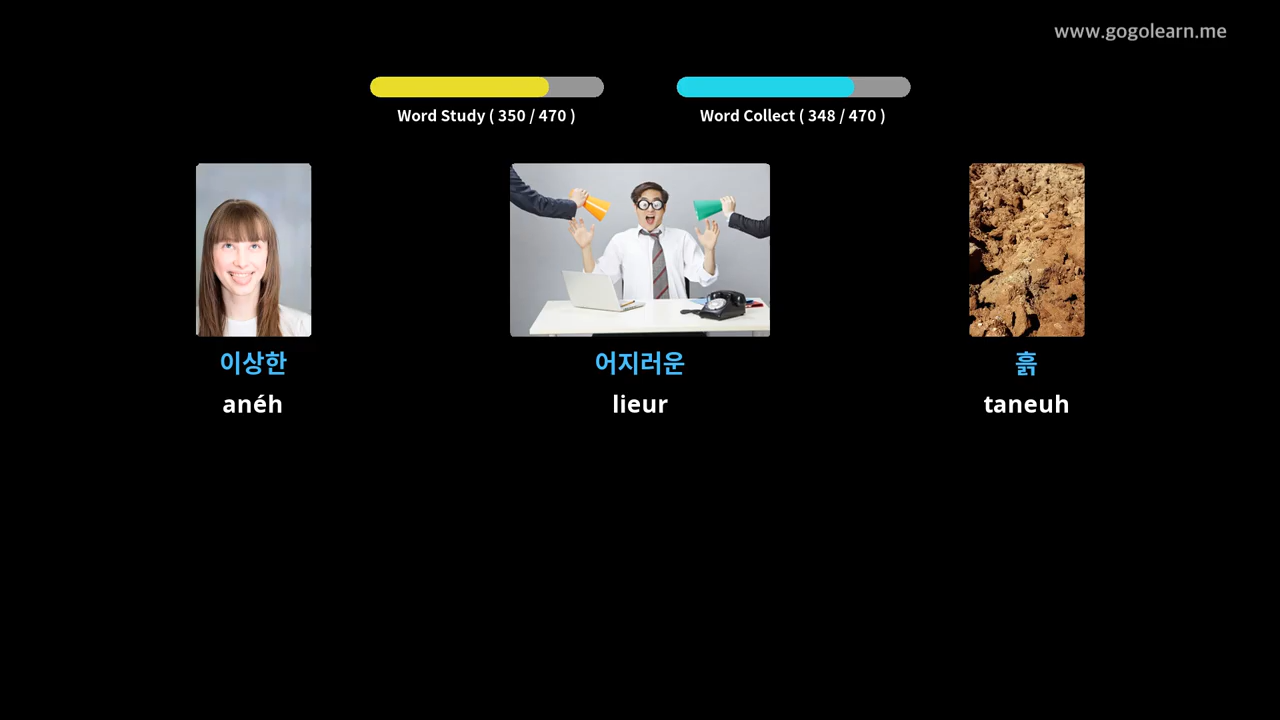 www.gogolearn.me
Word Study ( 350 / 470 )
Word Collect ( 348 / 470 )
이상한
어지러운
흙
anéh
lieur
taneuh